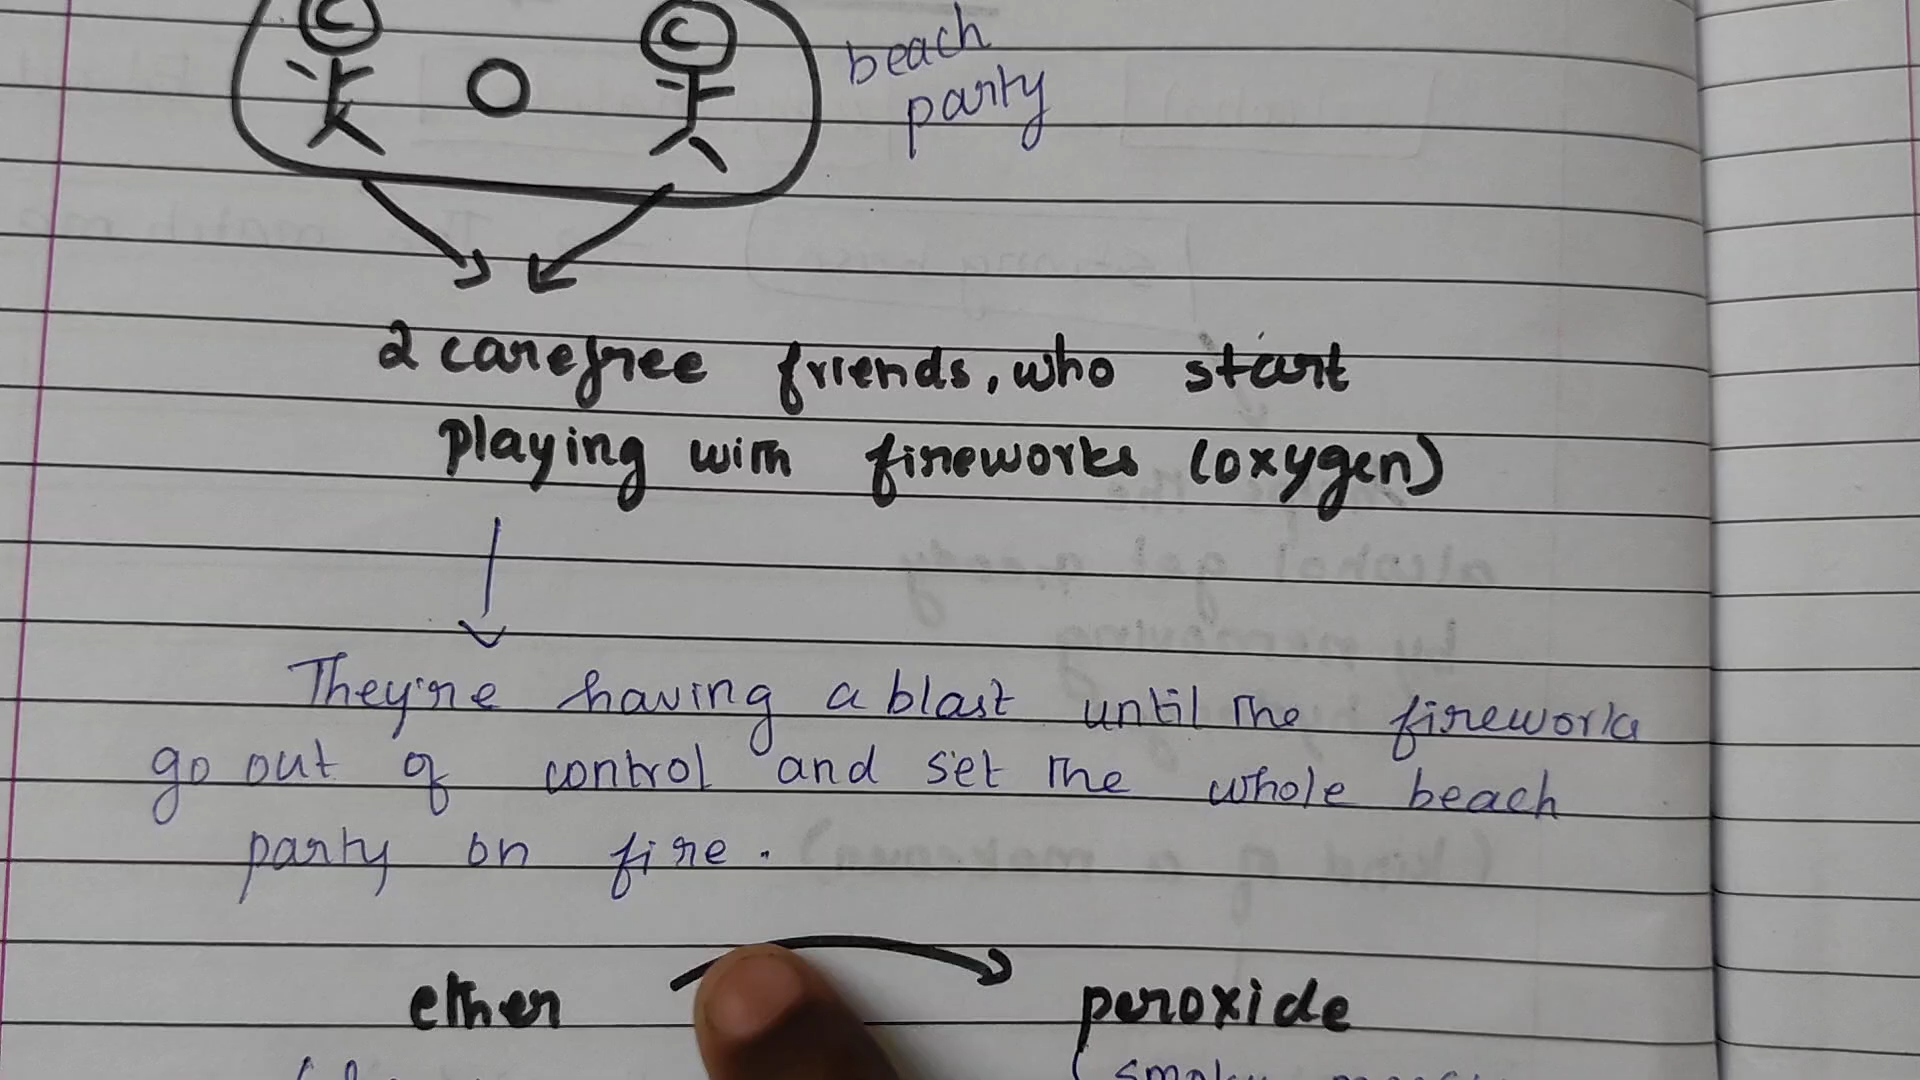 C O C
beach
party
2 carefree friends, who start
playing with fireworks (oxygen)
They're having a blast until the fireworks
go out of control and set the whole beach
party on fire.
ether peroxide